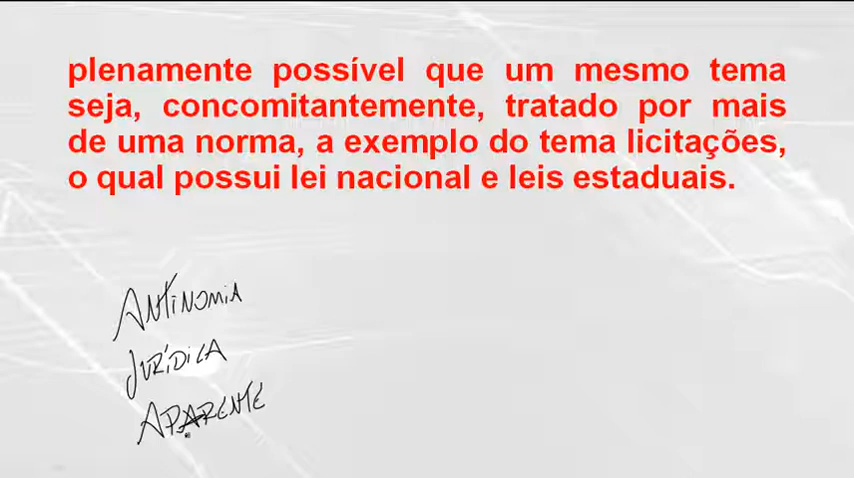 plenamente possível que um mesmo tema
seja, concomitantemente, tratado por mais
de uma norma, a exemplo do tema licitações,
o qual possui lei nacional e leis estaduais.
ANTINOMIA
JURÍDICA
APARENTE